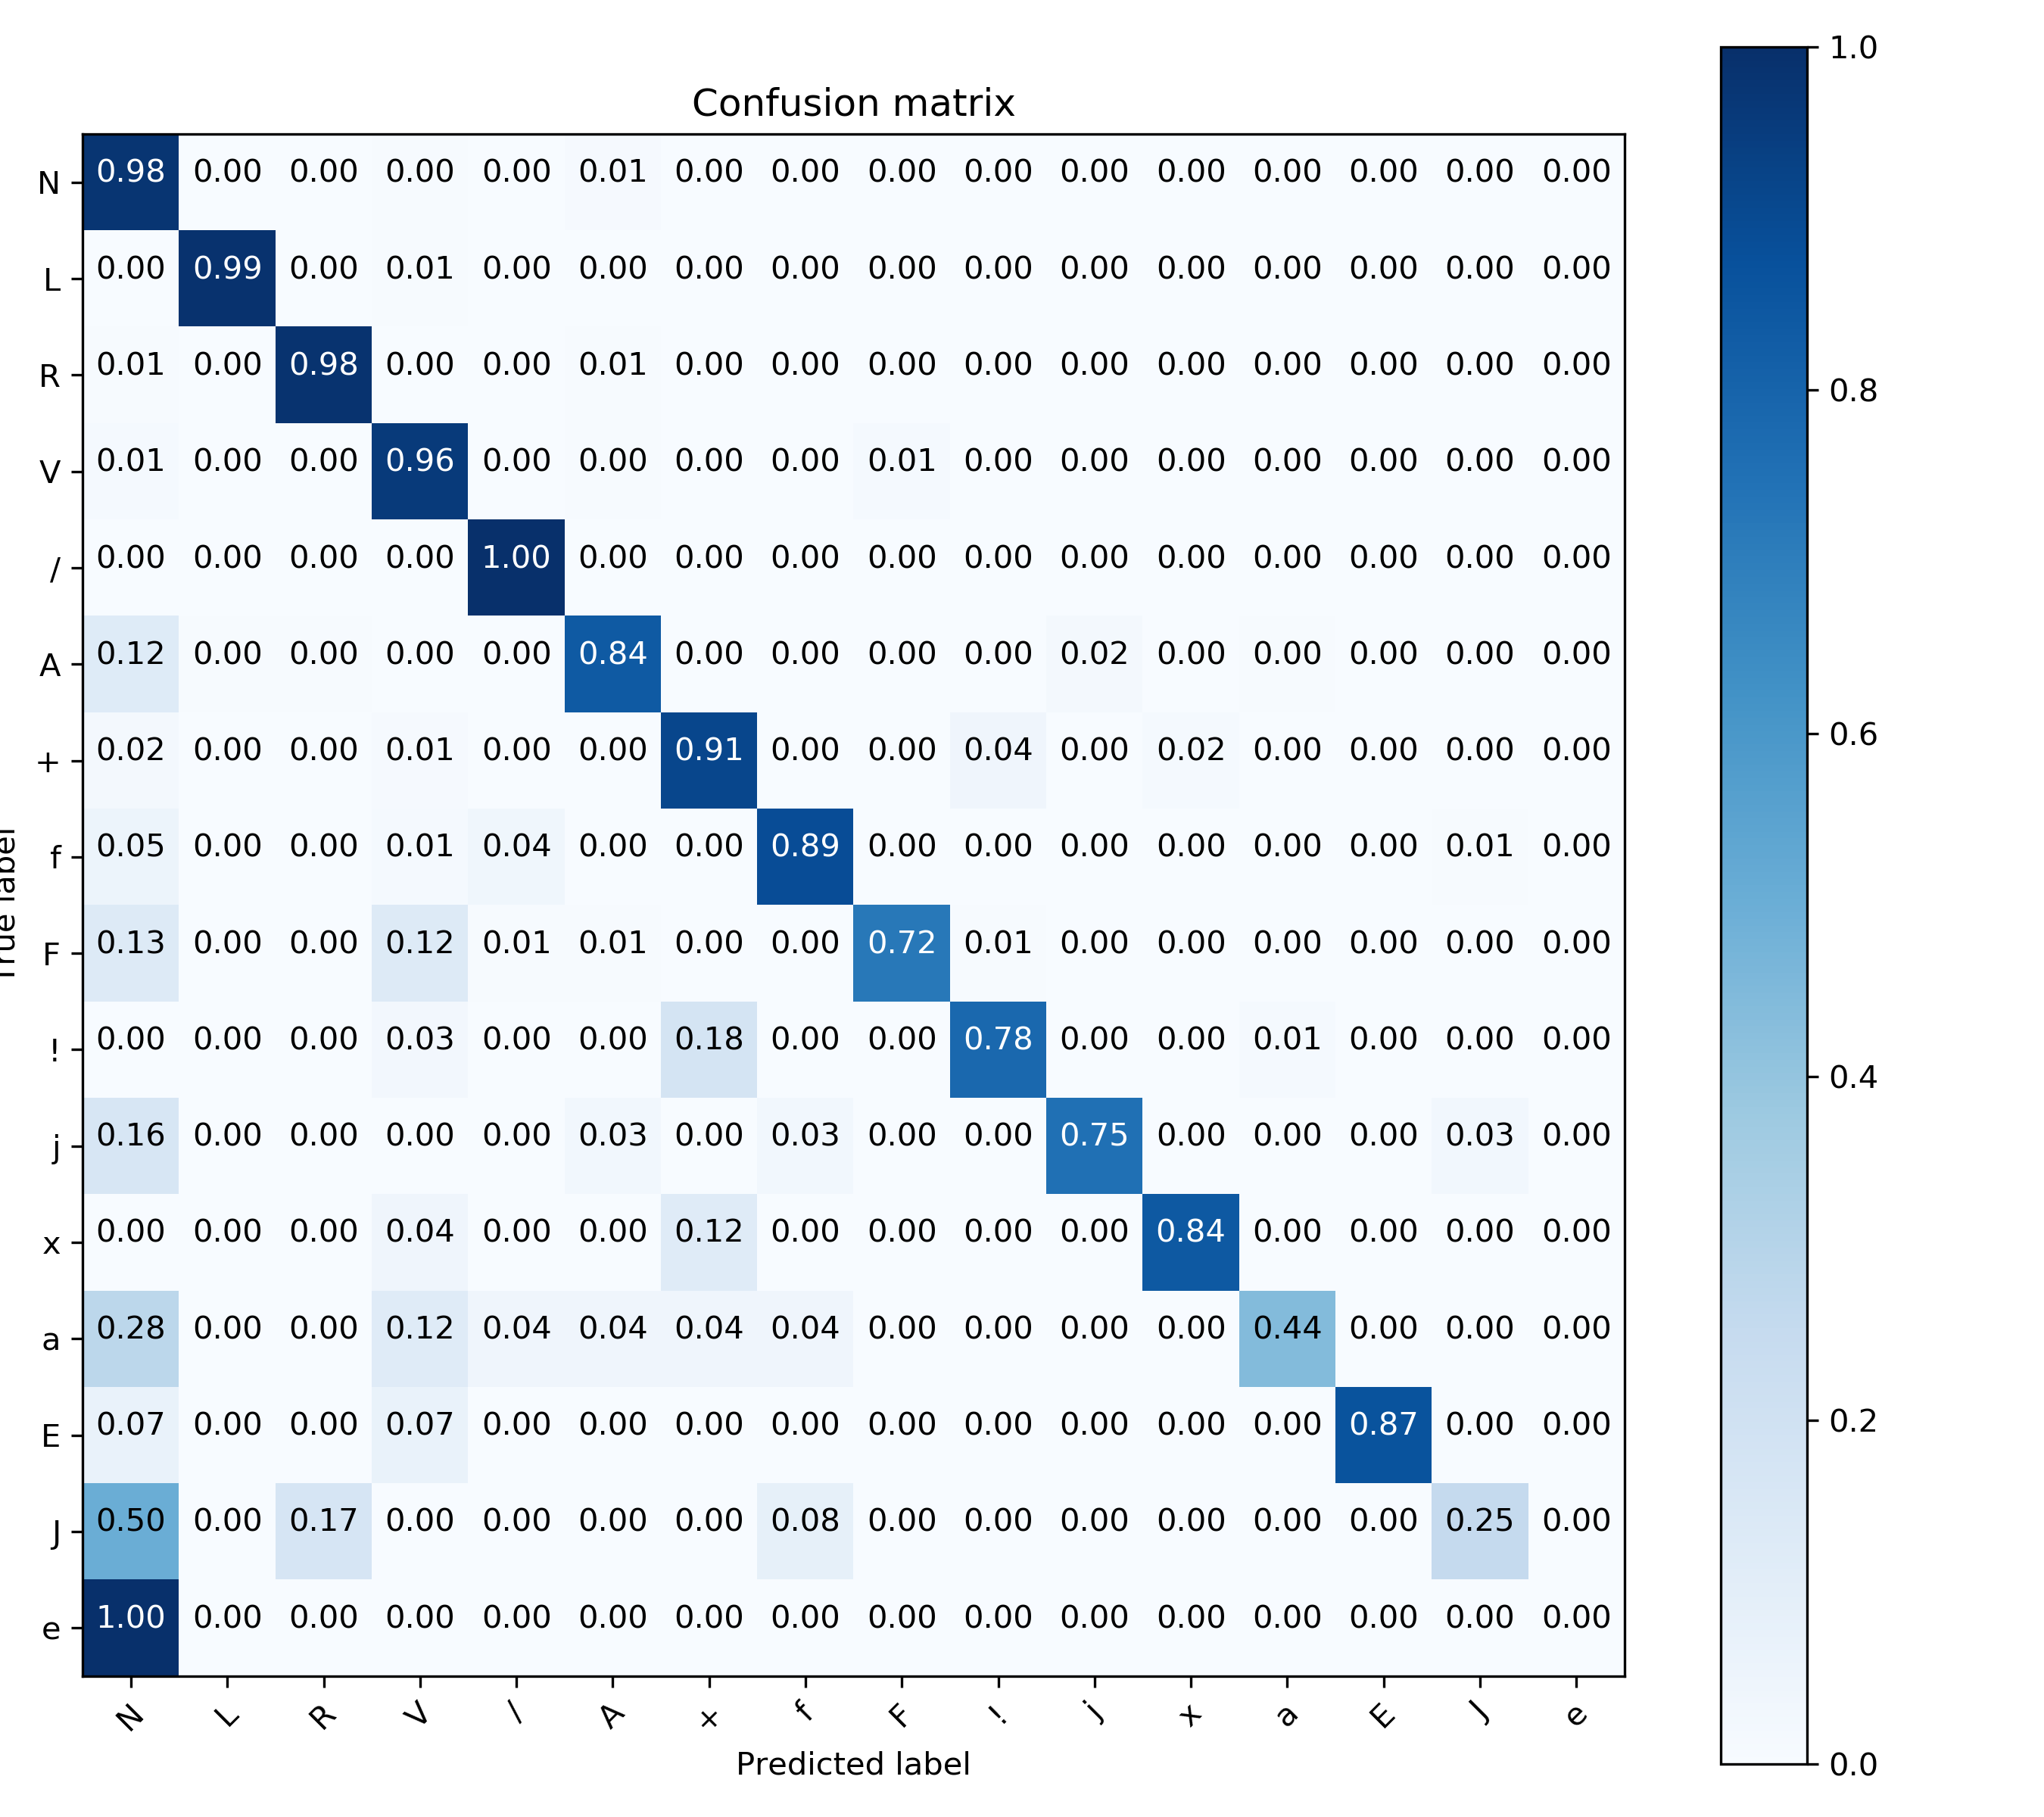 Confusion matrix
N 0.98 0.00 0.00 0.00 0.00 0.01 0.00 0.00 0.00 0.00 0.00 0.00 0.00 0.00 0.00 0.00
L 0.00 0.99 0.00 0.01 0.00 0.00 0.00 0.00 0.00 0.00 0.00 0.00 0.00 0.00 0.00 0.00
R 0.01 0.00 0.98 0.00 0.00 0.01 0.00 0.00 0.00 0.00 0.00 0.00 0.00 0.00 0.00 0.00
V 0.01 0.00 0.00 0.96 0.00 0.00 0.00 0.00 0.01 0.00 0.00 0.00 0.00 0.00 0.00 0.00
/ 0.00 0.00 0.00 0.00 1.00 0.00 0.00 0.00 0.00 0.00 0.00 0.00 0.00 0.00 0.00 0.00
A 0.12 0.00 0.00 0.00 0.00 0.84 0.00 0.00 0.00 0.00 0.02 0.00 0.00 0.00 0.00 0.00
+ 0.02 0.00 0.00 0.01 0.00 0.00 0.91 0.00 0.00 0.04 0.00 0.02 0.00 0.00 0.00 0.00
f 0.05 0.00 0.00 0.01 0.04 0.00 0.00 0.89 0.00 0.00 0.00 0.00 0.00 0.00 0.01 0.00
F 0.13 0.00 0.00 0.12 0.01 0.01 0.00 0.00 0.72 0.01 0.00 0.00 0.00 0.00 0.00 0.00
! 0.00 0.00 0.00 0.03 0.00 0.00 0.18 0.00 0.00 0.78 0.00 0.00 0.01 0.00 0.00 0.00
j 0.16 0.00 0.00 0.00 0.00 0.03 0.00 0.03 0.00 0.00 0.75 0.00 0.00 0.00 0.03 0.00
x 0.00 0.00 0.00 0.04 0.00 0.00 0.12 0.00 0.00 0.00 0.00 0.84 0.00 0.00 0.00 0.00
a 0.28 0.00 0.00 0.12 0.04 0.04 0.04 0.04 0.00 0.00 0.00 0.00 0.44 0.00 0.00 0.00
E 0.07 0.00 0.00 0.07 0.00 0.00 0.00 0.00 0.00 0.00 0.00 0.00 0.00 0.87 0.00 0.00
J 0.50 0.00 0.17 0.00 0.00 0.00 0.00 0.08 0.00 0.00 0.00 0.00 0.00 0.00 0.25 0.00
e 1.00 0.00 0.00 0.00 0.00 0.00 0.00 0.00 0.00 0.00 0.00 0.00 0.00 0.00 0.00 0.00
N L R V / A + f F ! j x a E J e
Predicted label
True label
1.0
0.8
0.6
0.4
0.2
0.0